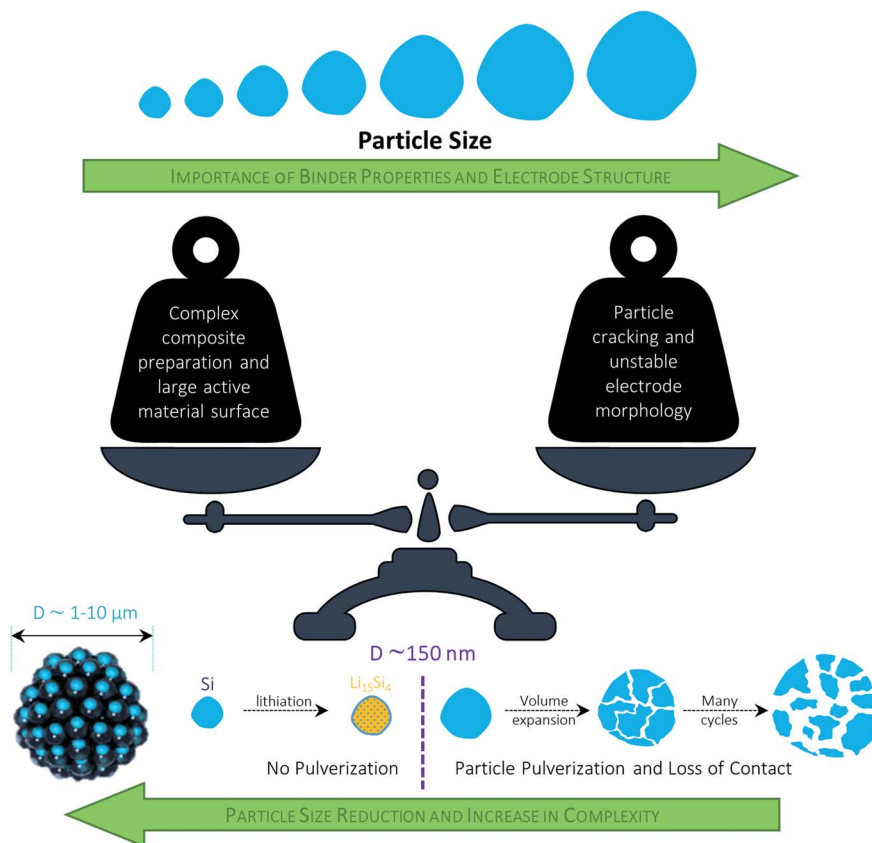 Particle Size
IMPORTANCE OF BINDER PROPERTIES AND ELECTRODE STRUCTURE
Complex
composite
preparation and
large active
material surface
Particle
cracking and
unstable
electrode
morphology
D ~ 1-10 µm
D ~150 nm
Si
lithiation
Li₁₅Si₄
Volume
expansion
Many
cycles
No Pulverization
Particle Pulverization and Loss of Contact
PARTICLE SIZE REDUCTION AND INCREASE IN COMPLEXITY